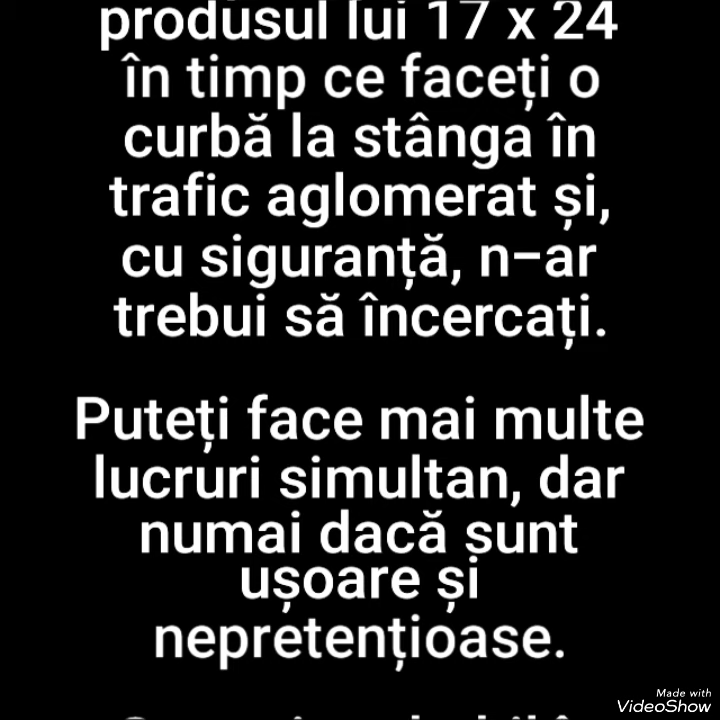 produsul lui 17 x 24
în timp ce faceți o
curbă la stânga în
trafic aglomerat și,
cu siguranță, n-ar
trebui să încercați.
Puteți face mai multe
lucruri simultan, dar
numai dacă sunt
ușoare și
nepretențioase.
Made with
VideoShow